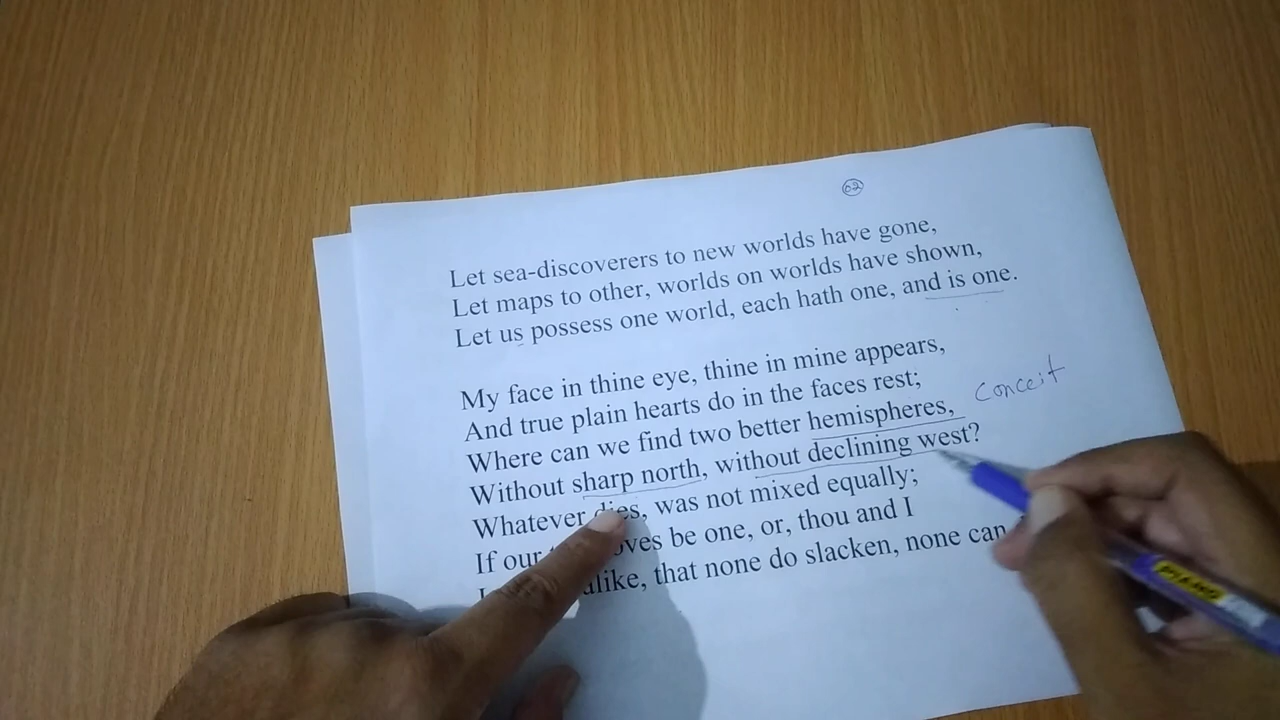 02
Let sea-discoverers to new worlds have gone,
Let maps to other, worlds on worlds have shown,
Let us possess one world, each hath one, and is one.
My face in thine eye, thine in mine appears,
And true plain hearts do in the faces rest;
Where can we find two better hemispheres,
conceit
Without sharp north, without declining west?
Whatever dies, was not mixed equally;
If our loves be one, or, thou and I
alike, that none do slacken, none can
PIANO